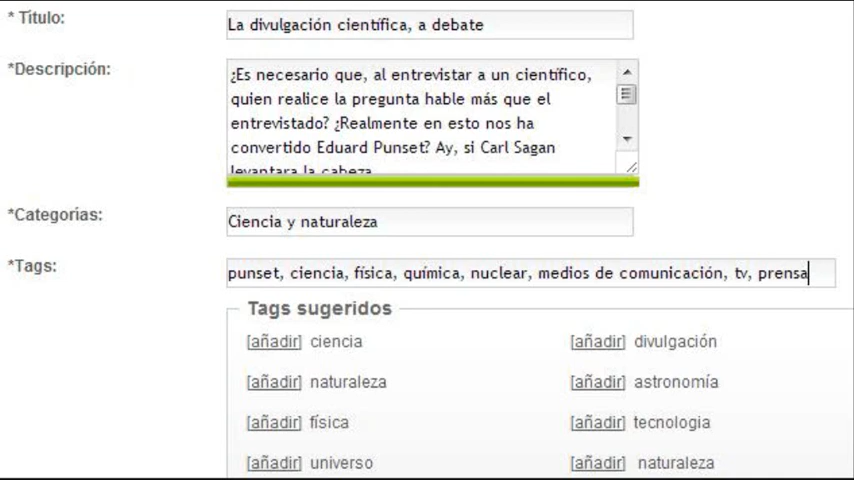 * Título:
La divulgación científica, a debate
*Descripción:
¿Es necesario que, al entrevistar a un científico,
quien realice la pregunta hable más que el
entrevistado? ¿Realmente en esto nos ha
convertido Eduard Punset? Ay, si Carl Sagan
levantara la cabeza
*Categorías:
Ciencia y naturaleza
*Tags:
punset, ciencia, física, química, nuclear, medios de comunicación, tv, prensa
Tags sugeridos
[añadir] ciencia
[añadir] divulgación
[añadir] naturaleza
[añadir] astronomía
[añadir] física
[añadir] tecnologia
[añadir] universo
[añadir] naturaleza